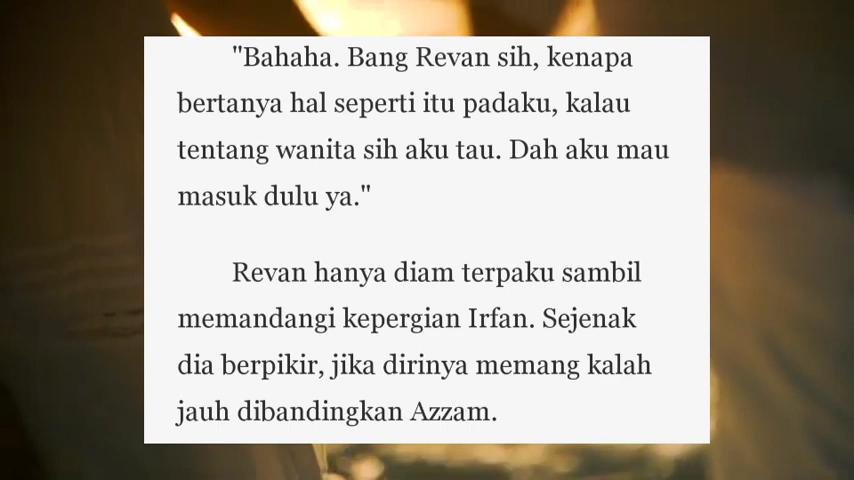 "Bahaha. Bang Revan sih, kenapa
bertanya hal seperti itu padaku, kalau
tentang wanita sih aku tau. Dah aku mau
masuk dulu ya."
Revan hanya diam terpaku sambil
memandangi kepergian Irfan. Sejenak
dia berpikir, jika dirinya memang kalah
jauh dibandingkan Azzam.